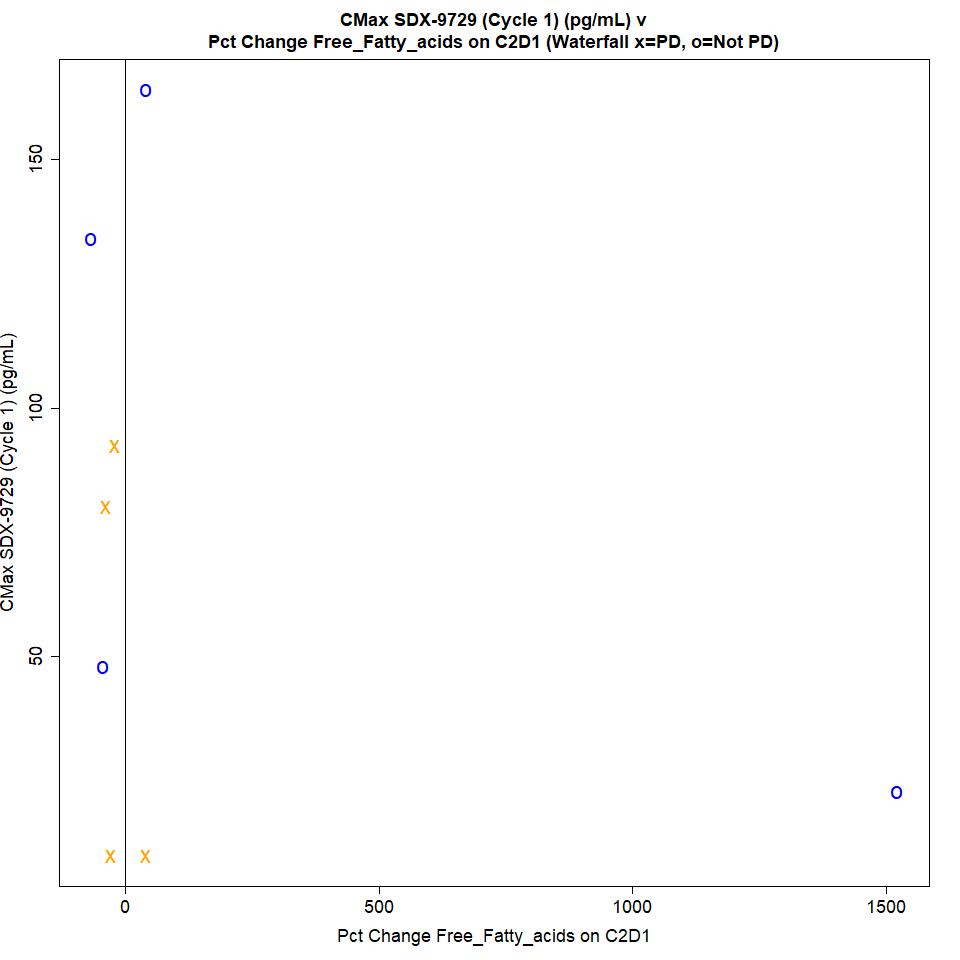 CMax SDX-9729 (Cycle 1) (pg/mL) v
Pct Change Free_Fatty_acids on C2D1 (Waterfall x=PD, o=Not PD)
CMax SDX-9729 (Cycle 1) (pg/mL)
150
100
50
O
O
X
X
O
O
X
X
0
500
1000
1500
Pct Change Free_Fatty_acids on C2D1